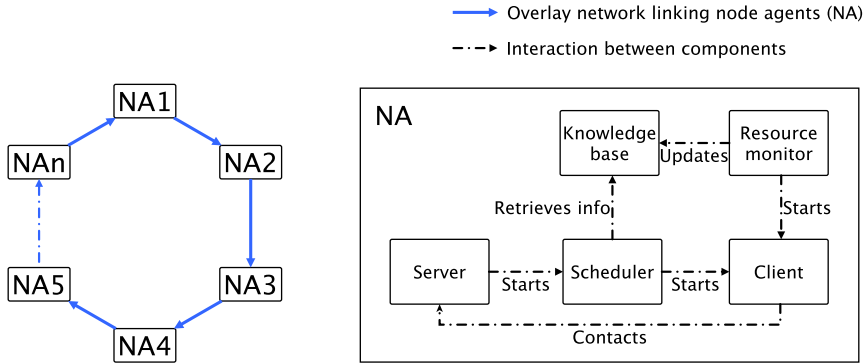 Overlay network linking node agents (NA)
Interaction between components
NA1
NAn
NA2
NA5
NA3
NA4
NA
Knowledge
base
Resource
monitor
Updates
Retrieves info
Starts
Server
Scheduler
Client
Starts
Starts
Contacts